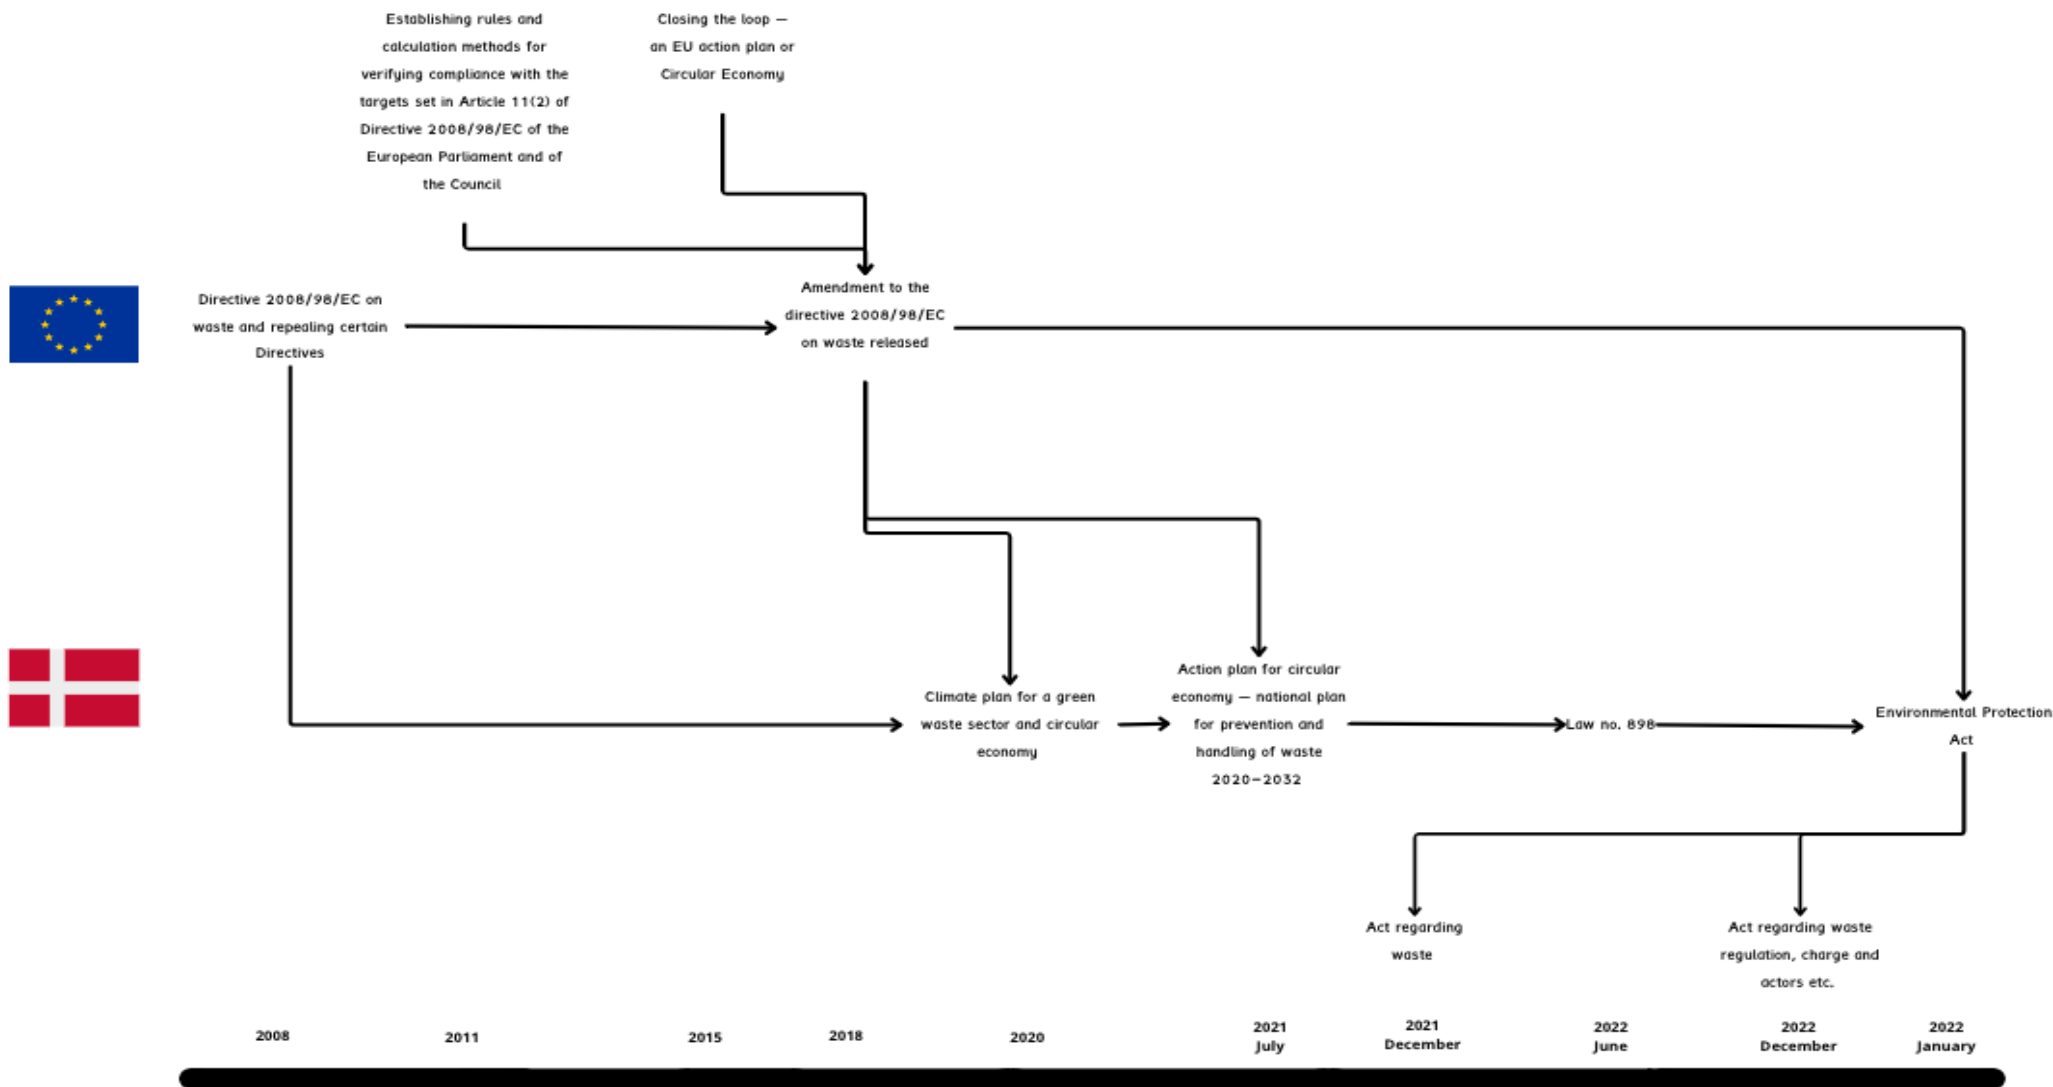 Establishing rules and
calculation methods for
verifying compliance with the
targets set in Article 11(2) of
Directive 2008/98/EC of the
European Parliament and of
the Council
Closing the loop –
an EU action plan or
Circular Economy
Directive 2008/98/EC on
waste and repealing certain
Directives
Amendment to the
directive 2008/98/EC
on waste released
Climate plan for a green
waste sector and circular
economy
Action plan for circular
economy – national plan
for prevention and
handling of waste
2020–2032
Law no. 898
Environmental Protection
Act
Act regarding
waste
Act regarding waste
regulation, charge and
actors etc.
2008
2011
2015
2018
2020
2021
July
2021
December
2022
June
2022
December
2022
January